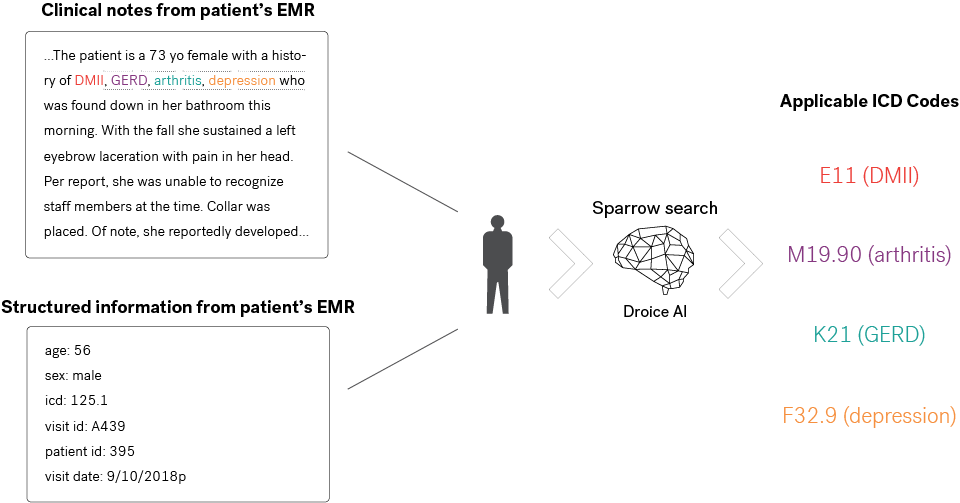 Clinical notes from patient's EMR
...The patient is a 73 yo female with a histo-
ry of DMII, GERD, arthritis, depression who
was found down in her bathroom this
morning. With the fall she sustained a left
eyebrow laceration with pain in her head.
Per report, she was unable to recognize
staff members at the time. Collar was
placed. Of note, she reportedly developed...
Structured information from patient's EMR
age: 56
sex: male
icd: 125.1
visit id: A439
patient id: 395
visit date: 9/10/2018p
Sparrow search
Droice AI
Applicable ICD Codes
E11 (DMII)
M19.90 (arthritis)
K21 (GERD)
F32.9 (depression)